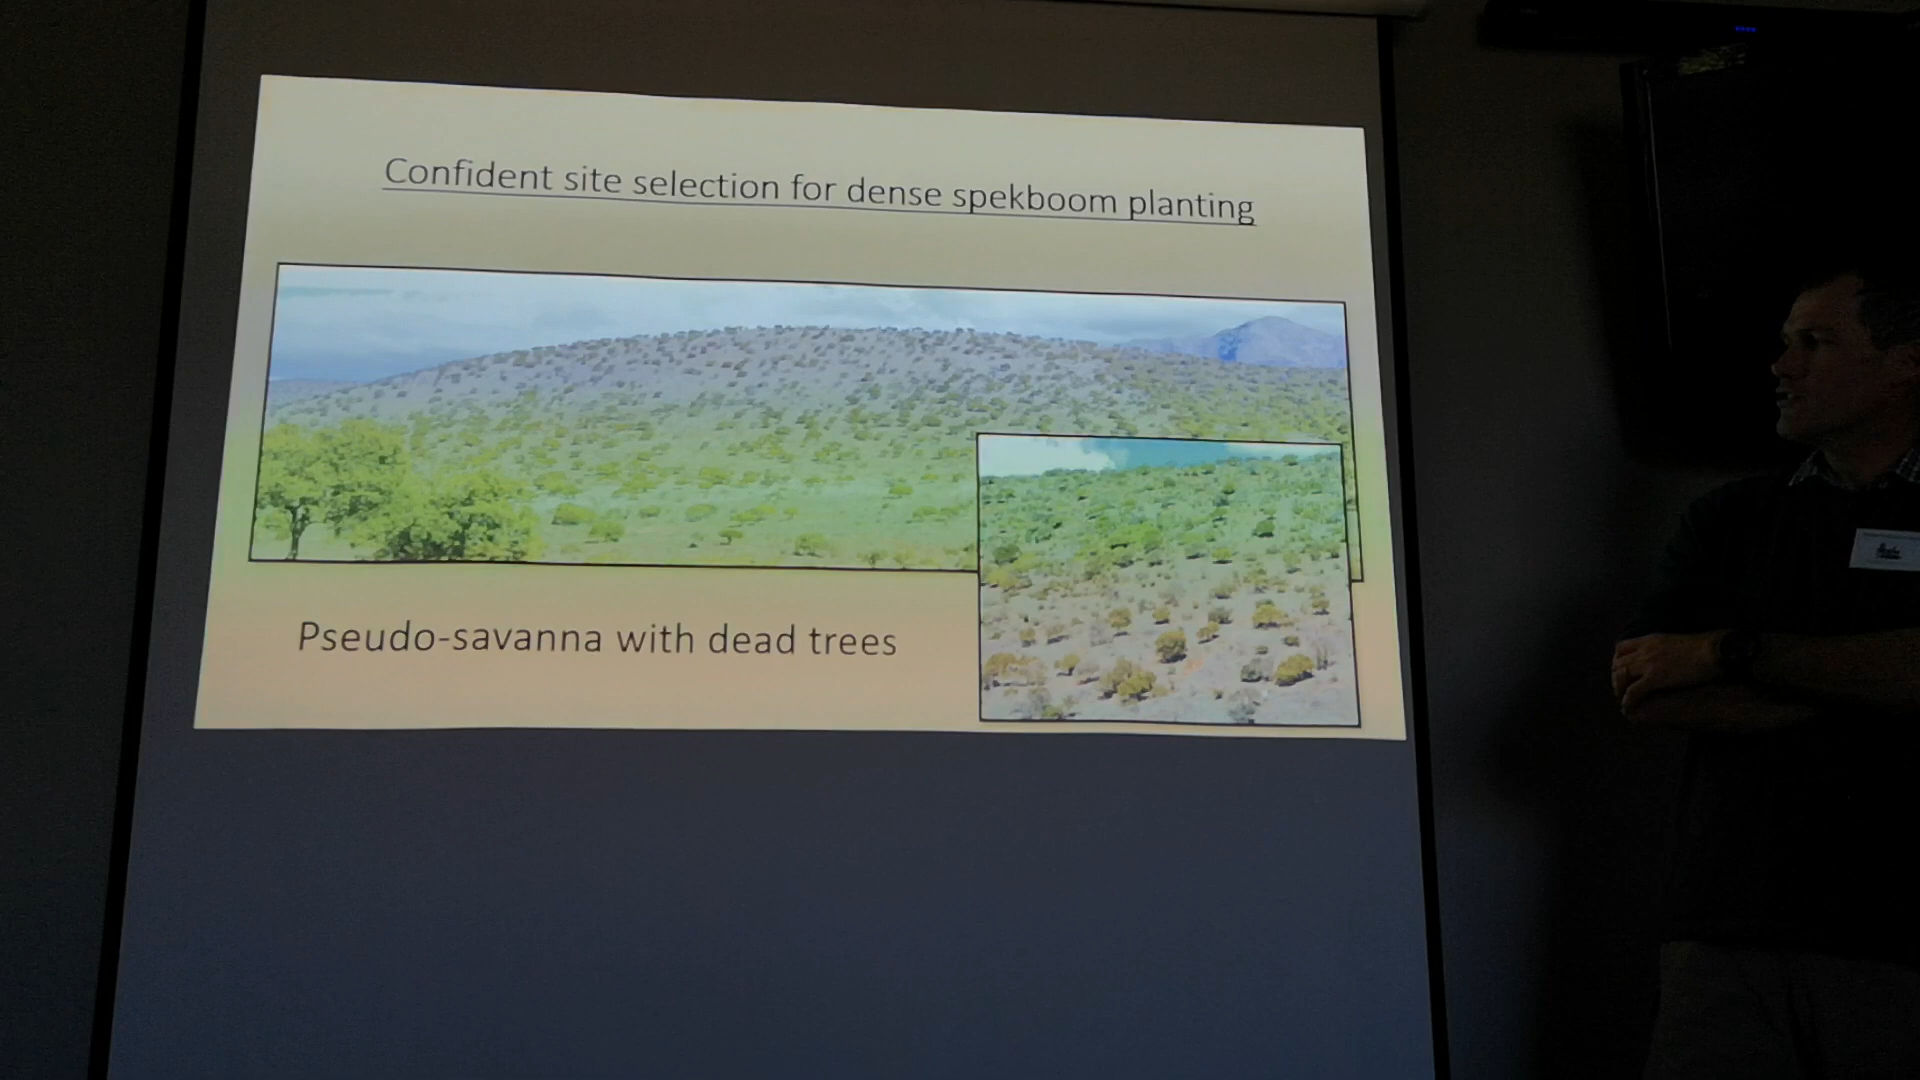 Confident site selection for dense spekboom planting
Pseudo-savanna with dead trees